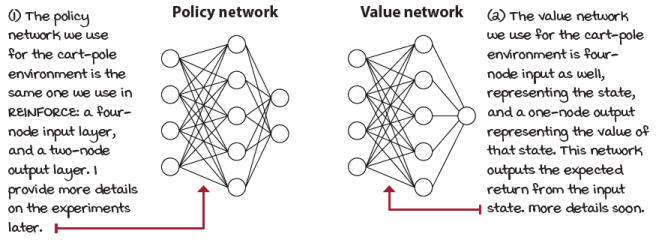 Policy network
Value network
(1) The policy
network we use
for the cart-pole
environment is the
same one we use in
REINFORCE: a four-
node input layer,
and a two-node
output layer. I
provide more details
on the experiments
later.
(2) The value network
we use for the cart-pole
environment is four-
node input as well,
representing the state,
and a one-node output
representing the value of
that state. This network
outputs the expected
return from the input
state. more details soon.